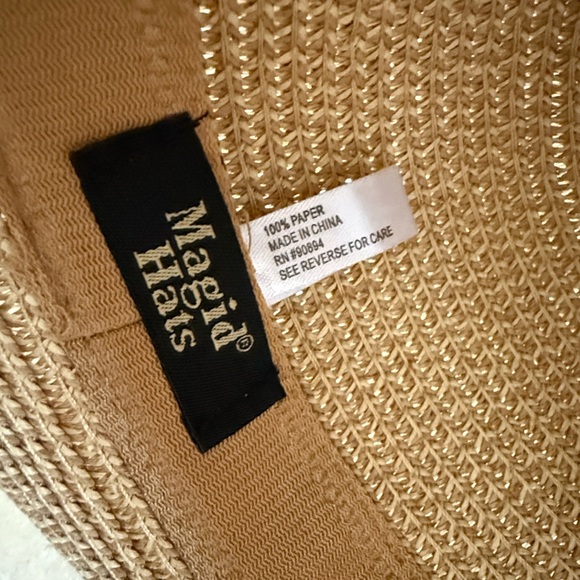 Magid®
Hats
100% PAPER
MADE IN CHINA
RN #90894
SEE REVERSE FOR CARE